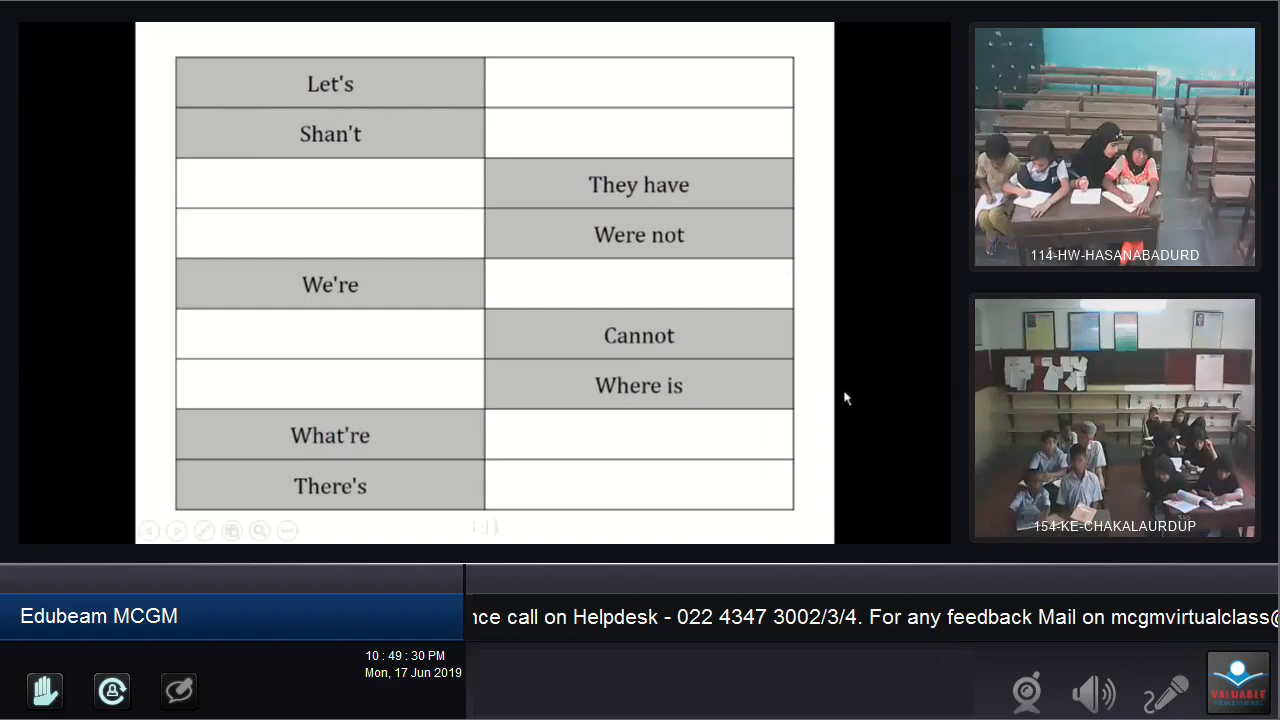 Let's
Shan't
They have
Were not
We're
Cannot
Where is
What're
There's
114-HW-HASANABADURD
154-KE-CHAKALAURDUP
Edubeam MCGM
nce call on Helpdesk - 022 4347 3002/3/4. For any feedback Mail on mcgmvirtualclass@
10 : 49 : 30 PM
Mon, 17 Jun 2019
VALUABLE